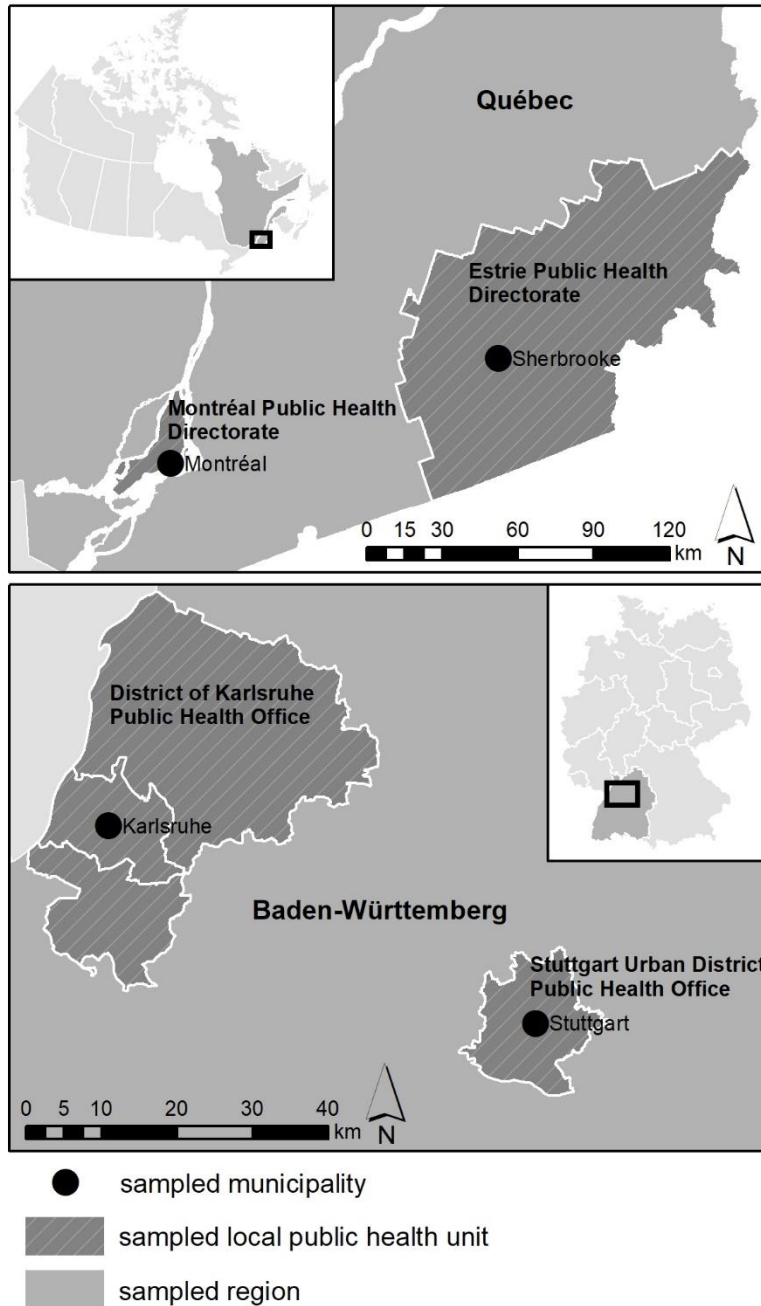 Québec
Estrie Public Health
Directorate
Sherbrooke
Montréal Public Health
Directorate
Montréal
0 15 30 60 90 120
km
N
District of Karlsruhe
Public Health Office
Karlsruhe
Baden-Württemberg
Stuttgart Urban District
Public Health Office
Stuttgart
0 5 10 20 30 40
km
N
sampled municipality
sampled local public health unit
sampled region